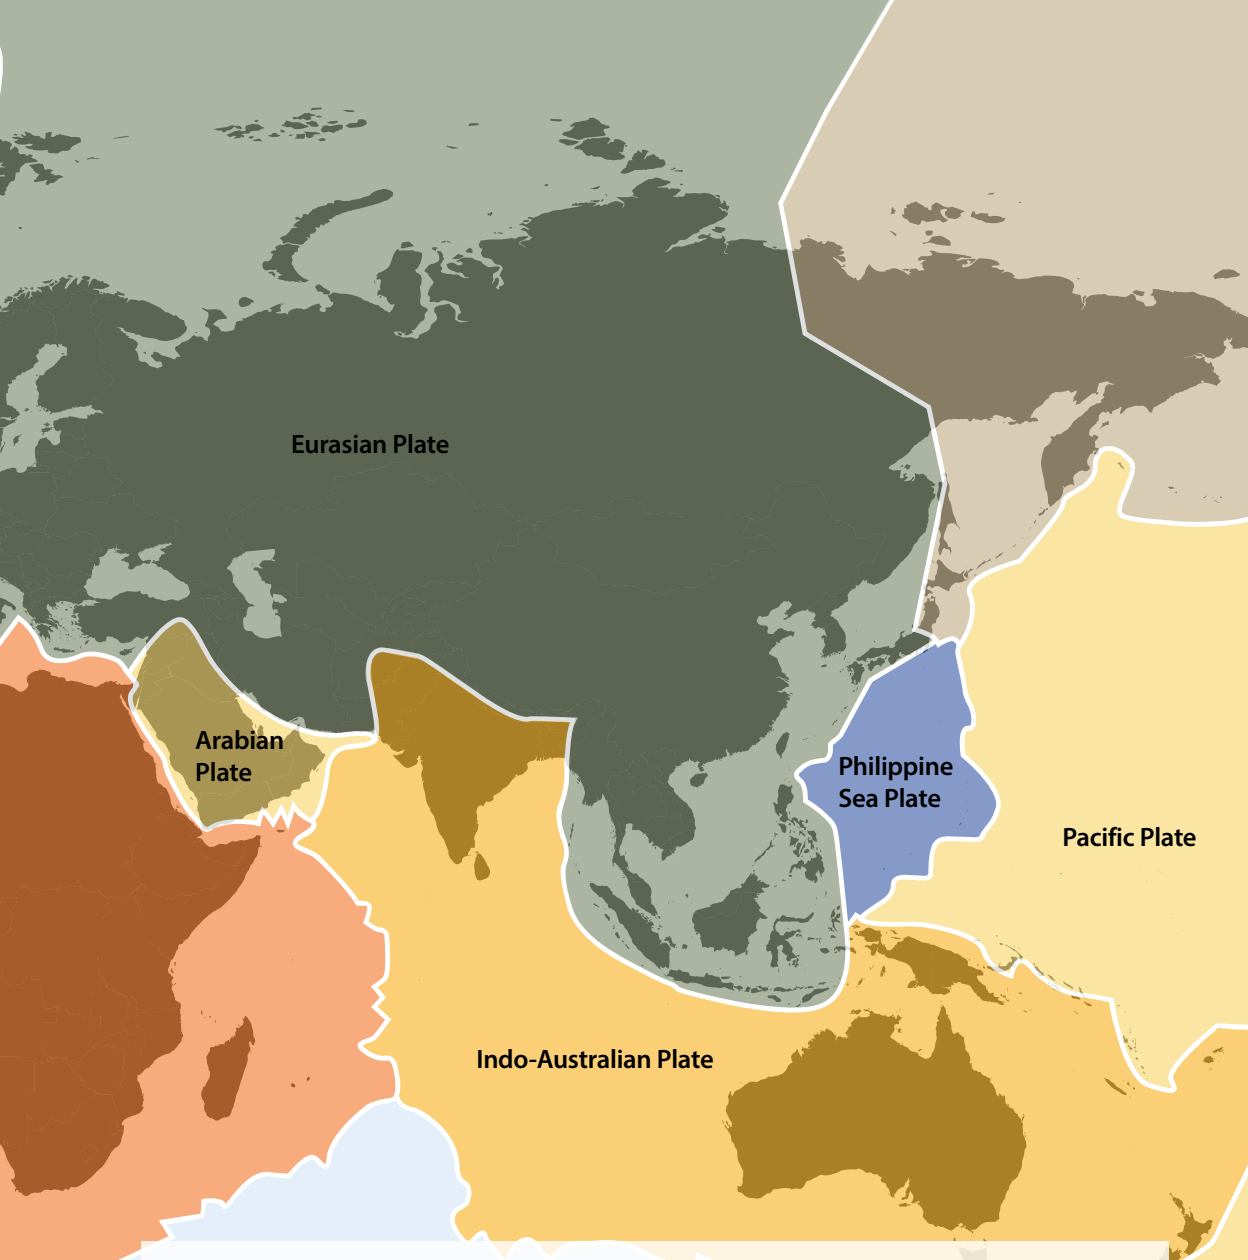 Eurasian Plate
Arabian
Plate
Philippine
Sea Plate
Pacific Plate
Indo-Australian Plate